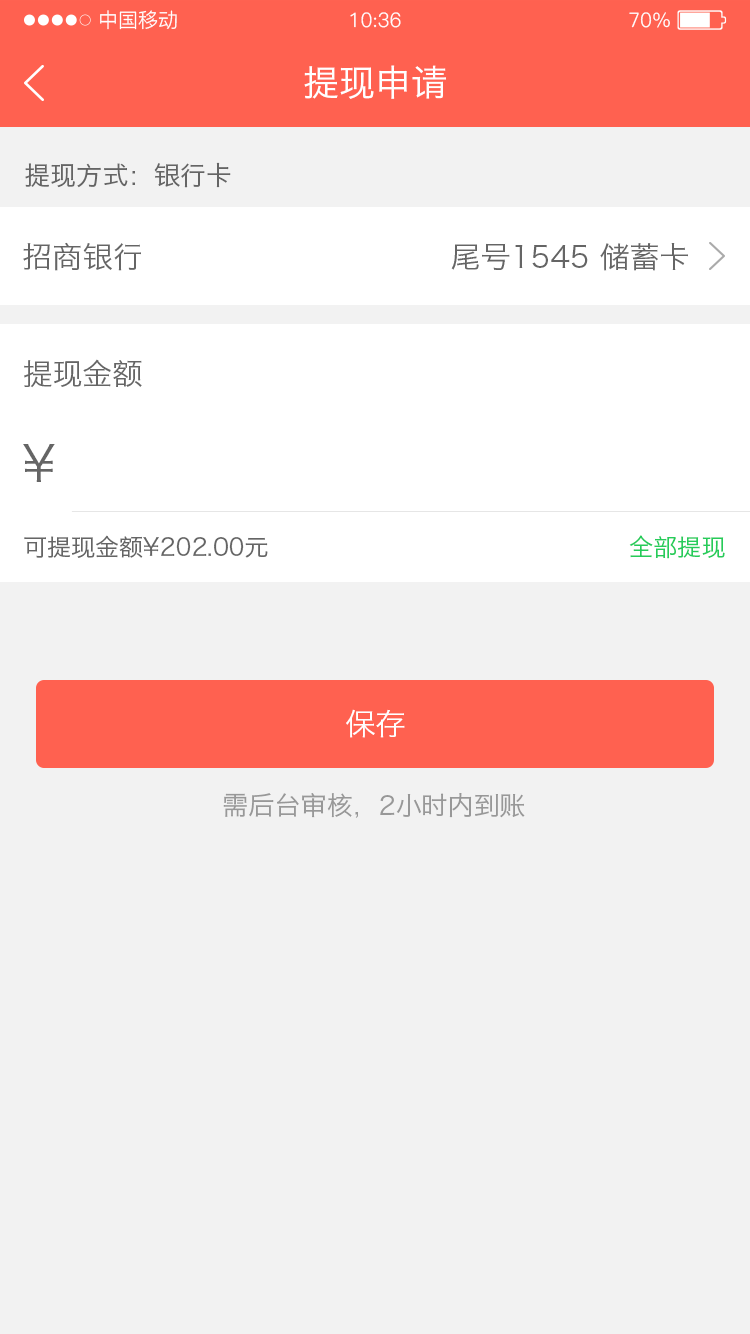 中国移动 10:36 70%
提现申请
提现方式：银行卡
招商银行 尾号1545 储蓄卡
提现金额
¥
可提现金额¥202.00元 全部提现
保存
需后台审核，2小时内到账